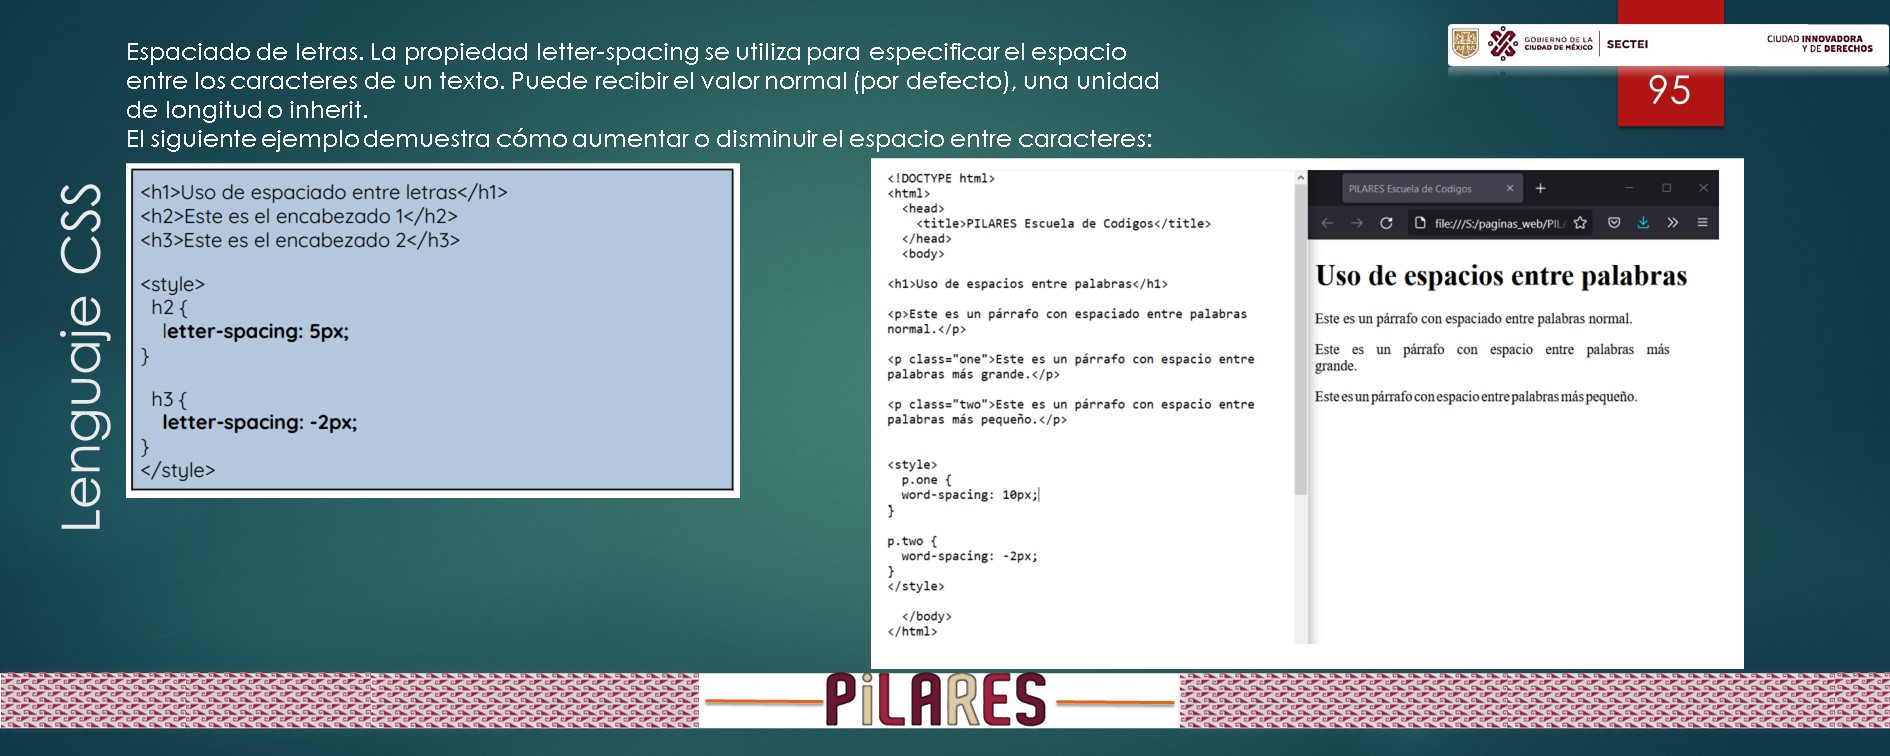 Espaciado de letras. La propiedad letter-spacing se utiliza para especificar el espacio
entre los caracteres de un texto. Puede recibir el valor normal (por defecto), una unidad
de longitud o inherit.
El siguiente ejemplo demuestra cómo aumentar o disminuir el espacio entre caracteres:
GOBIERNO DE LA
CIUDAD DE MÉXICO
SECTEI
CIUDAD INNOVADORA
Y DE DERECHOS
95
Lenguaje CSS
<h1>Uso de espaciado entre letras</h1>
<h2>Este es el encabezado 1</h2>
<h3>Este es el encabezado 2</h3>
<style>
h2 {
letter-spacing: 5px;
}
h3 {
letter-spacing: -2px;
}
</style>
<!DOCTYPE html>
<html>
<head>
<title>PILARES Escuela de Codigos</title>
</head>
<body>
<h1>Uso de espacios entre palabras</h1>
<p>Este es un párrafo con espaciado entre palabras
normal.</p>
<p class="one">Este es un párrafo con espacio entre
palabras más grande.</p>
<p class="two">Este es un párrafo con espacio entre
palabras más pequeño.</p>
<style>
p.one {
word-spacing: 10px;
}
p.two {
word-spacing: -2px;
}
</style>
</body>
</html>
PILARES Escuela de Codigos
file:///S:/paginas_web/PIL
Uso de espacios entre palabras
Este es un párrafo con espaciado entre palabras normal.
Este es un párrafo con espacio entre palabras más
grande.
Este es un párrafo con espacio entre palabras más pequeño.
PiLARES